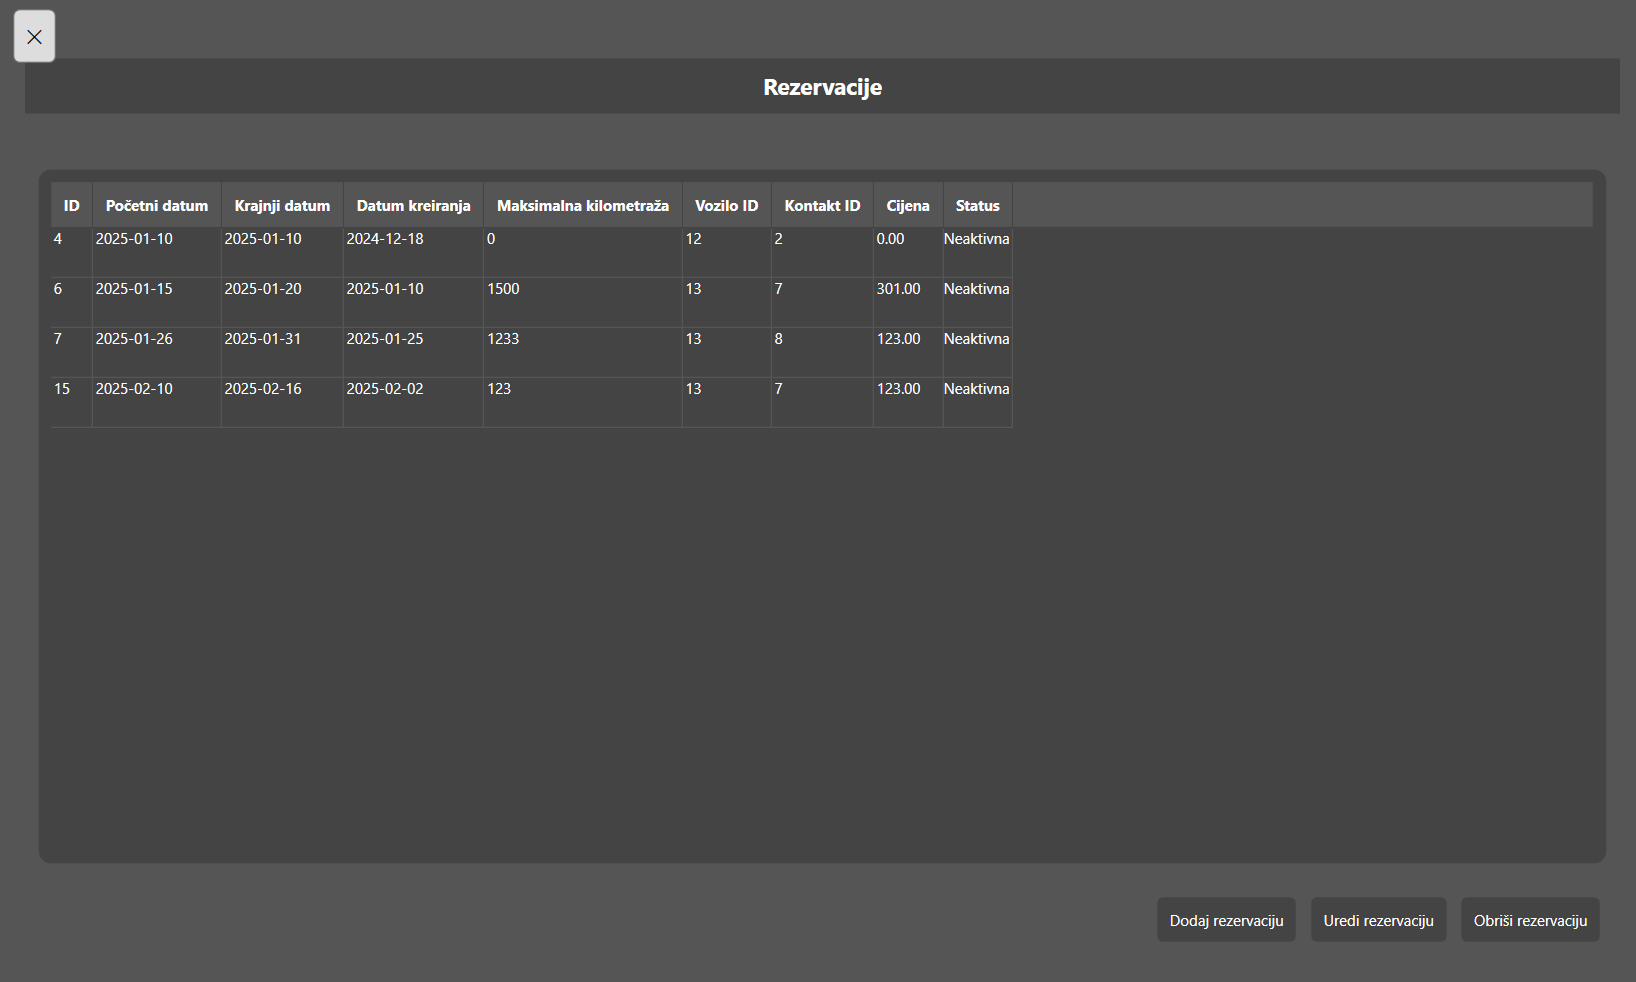 Rezervacije
ID Početni datum Krajnji datum Datum kreiranja Maksimalna kilometraža Vozilo ID Kontakt ID Cijena Status
4 2025-01-10 2025-01-10 2024-12-18 0 12 2 0.00 Neaktivna
6 2025-01-15 2025-01-20 2025-01-10 1500 13 7 301.00 Neaktivna
7 2025-01-26 2025-01-31 2025-01-25 1233 13 8 123.00 Neaktivna
15 2025-02-10 2025-02-16 2025-02-02 123 13 7 123.00 Neaktivna
Dodaj rezervaciju Uredi rezervaciju Obriši rezervaciju